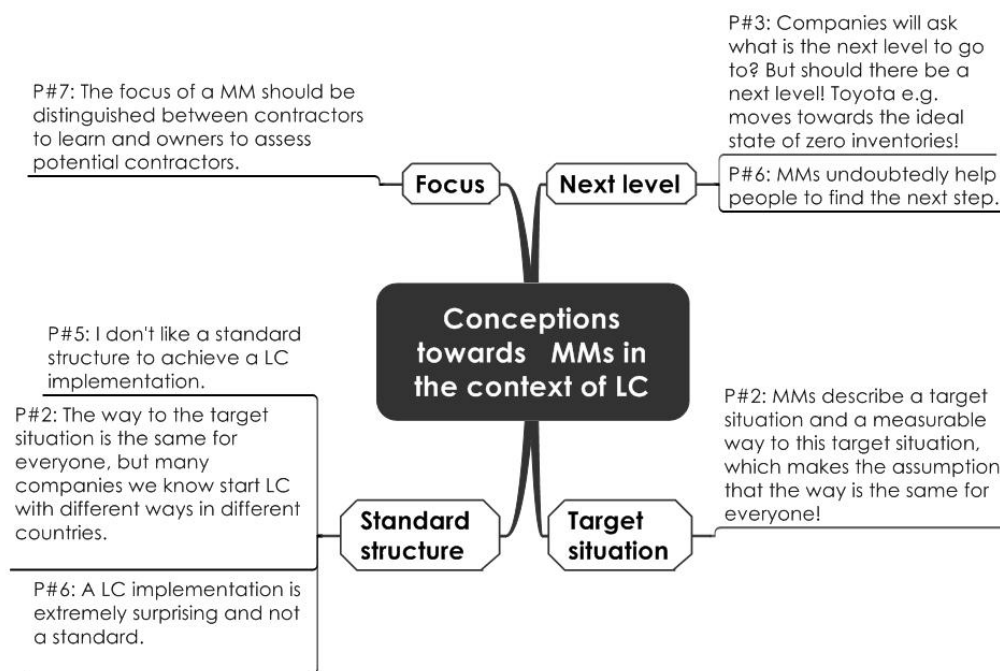 P#7: The focus of a MM should be
distinguished between contractors
to learn and owners to assess
potential contractors.
Focus
Next level
P#3: Companies will ask
what is the next level to go
to? But should there be a
next level! Toyota e.g.
moves towards the ideal
state of zero inventories!
P#6: MMs undoubtedly help
people to find the next step.
Conceptions
towards MMs in
the context of LC
P#5: I don't like a standard
structure to achieve a LC
implementation.
P#2: The way to the target
situation is the same for
everyone, but many
companies we know start LC
with different ways in different
countries.
P#6: A LC implementation is
extremely surprising and not
a standard.
Standard
structure
Target
situation
P#2: MMs describe a target
situation and a measurable
way to this target situation,
which makes the assumption
that the way is the same for
everyone!